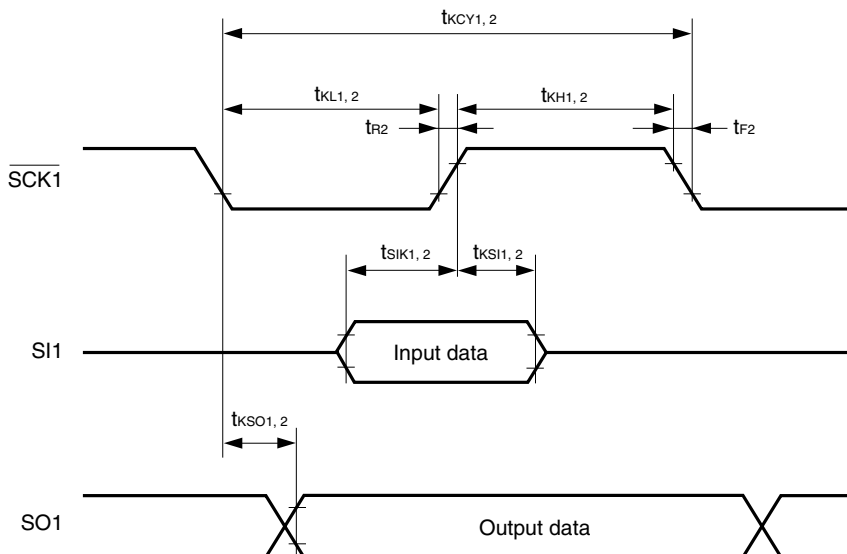 tKCY1, 2
tKL1, 2
tKH1, 2
tR2
tF2
SCK1
tSIK1, 2
tKSI1, 2
SI1
Input data
tKSO1, 2
SO1
Output data